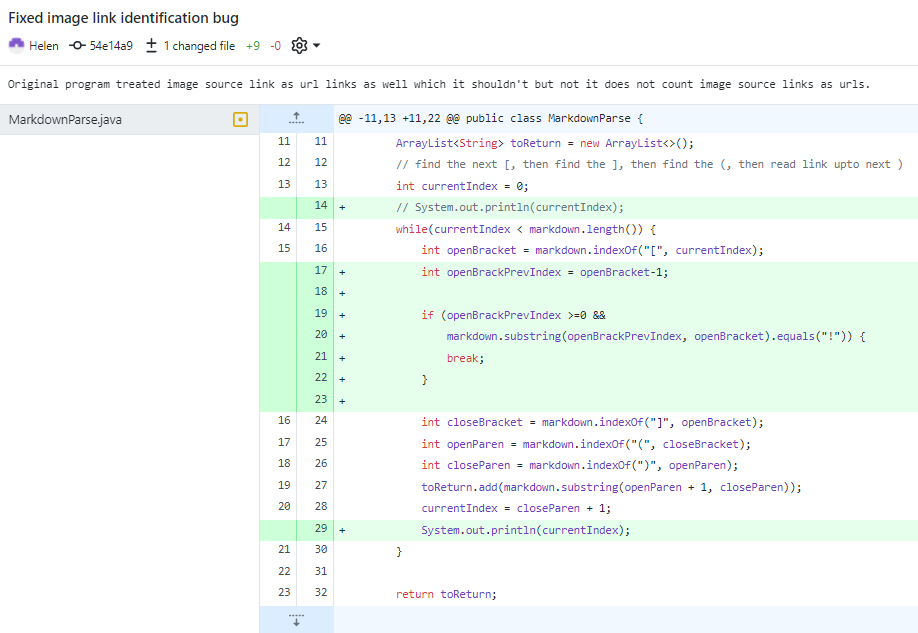 Fixed image link identification bug
Helen 54e14a9 1 changed file +9 -0
Original program treated image source link as url links as well which it shouldn't but not it does not count image source links as urls.
MarkdownParse.java
@@ -11,13 +11,22 @@ public class MarkdownParse {
11 11 ArrayList<String> toReturn = new ArrayList<>();
12 12 // find the next [, then find the ], then find the (, then read link upto next )
13 13 int currentIndex = 0;
14 + // System.out.println(currentIndex);
14 15 while(currentIndex < markdown.length()) {
15 16 int openBracket = markdown.indexOf("[", currentIndex);
17 + int openBrackPrevIndex = openBracket-1;
18 +
19 + if (openBrackPrevIndex >=0 &&
20 + markdown.substring(openBrackPrevIndex, openBracket).equals("!")) {
21 + break;
22 + }
23 +
16 24 int closeBracket = markdown.indexOf("]", openBracket);
17 25 int openParen = markdown.indexOf("(", closeBracket);
18 26 int closeParen = markdown.indexOf(")", openParen);
19 27 toReturn.add(markdown.substring(openParen + 1, closeParen));
20 28 currentIndex = closeParen + 1;
29 + System.out.println(currentIndex);
21 30 }
22 31
23 32 return toReturn;